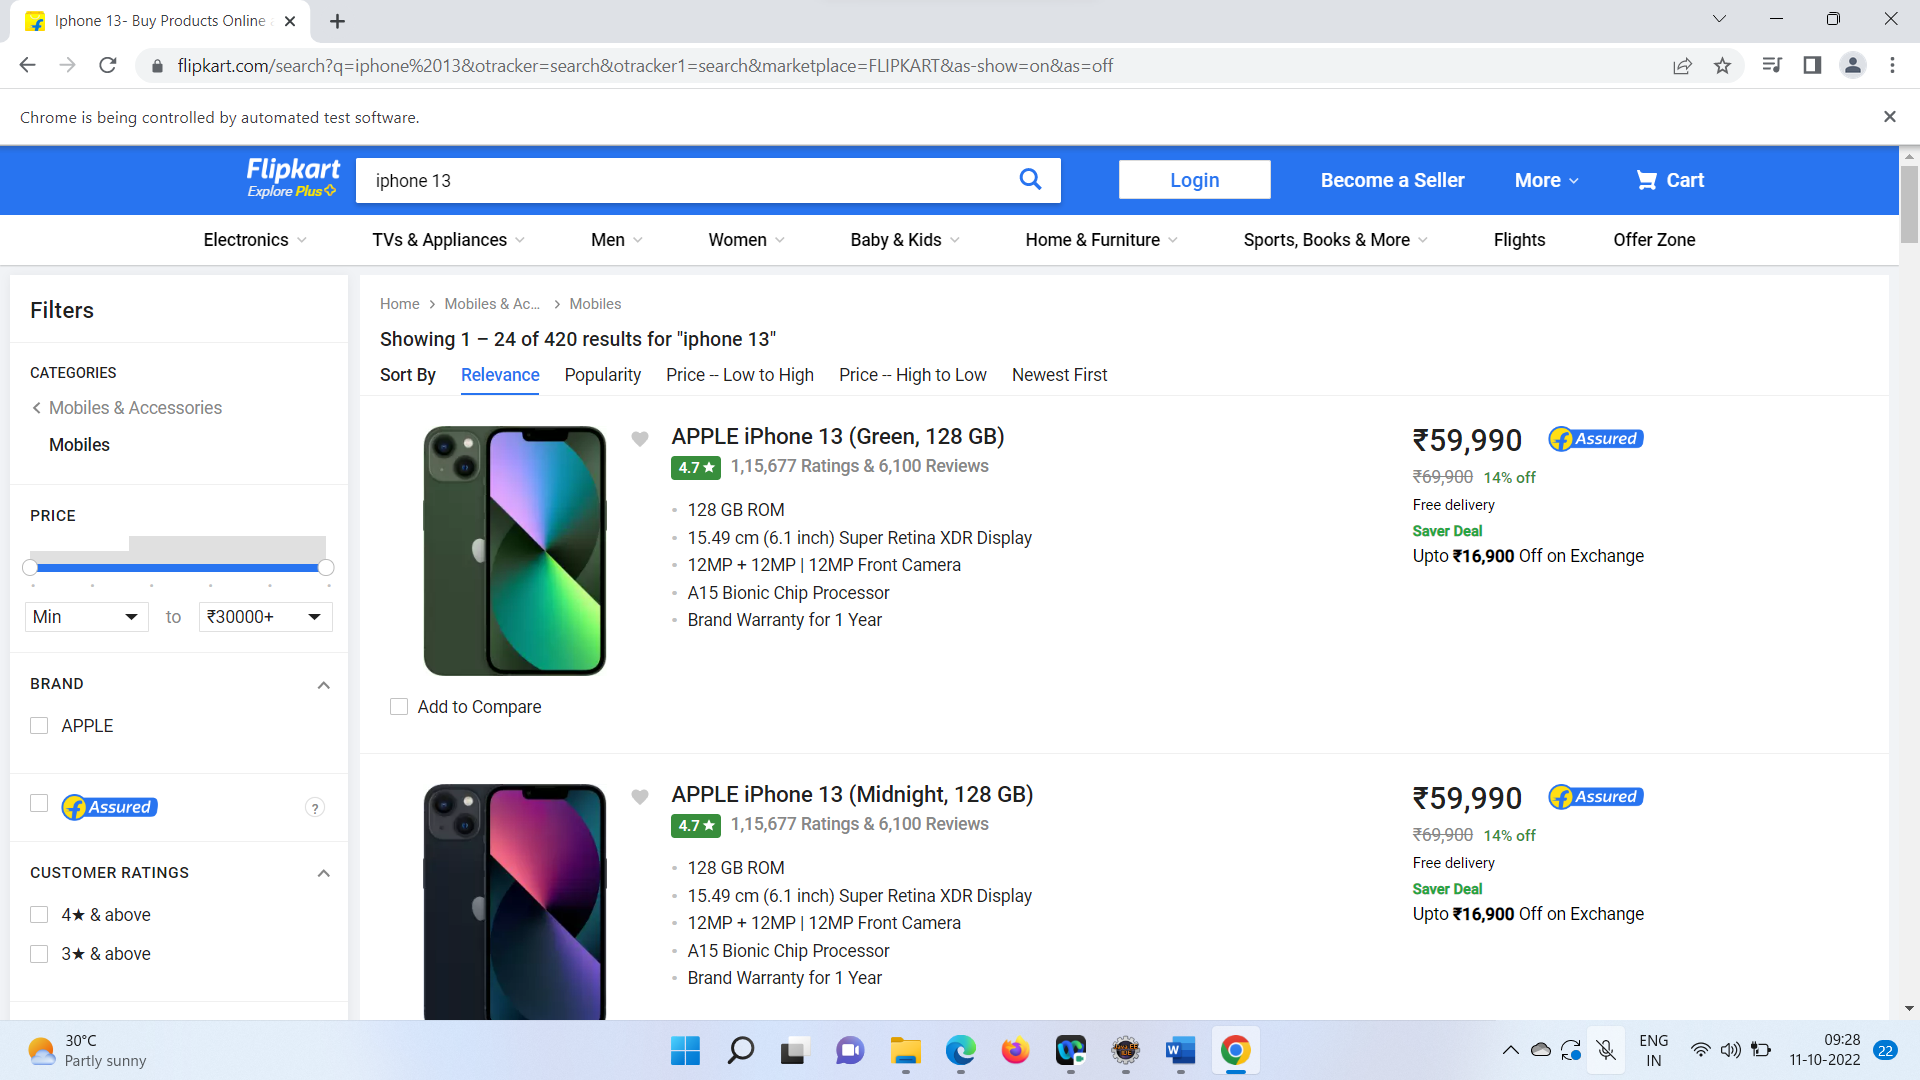 Iphone 13- Buy Products Online
flipkart.com/search?q=iphone%2013&otracker=search&otracker1=search&marketplace=FLIPKART&as-show=on&as=off
Chrome is being controlled by automated test software.
Flipkart
Explore Plus
iphone 13
Login
Become a Seller
More
Cart
Electronics
TVs & Appliances
Men
Women
Baby & Kids
Home & Furniture
Sports, Books & More
Flights
Offer Zone
Filters
CATEGORIES
Mobiles & Accessories
Mobiles
PRICE
Min
to
₹30000+
BRAND
APPLE
Assured
?
CUSTOMER RATINGS
4★ & above
3★ & above
Home > Mobiles & Ac... > Mobiles
Showing 1 – 24 of 420 results for "iphone 13"
Sort By Relevance Popularity Price -- Low to High Price -- High to Low Newest First
APPLE iPhone 13 (Green, 128 GB)
4.7★ 1,15,677 Ratings & 6,100 Reviews
128 GB ROM
15.49 cm (6.1 inch) Super Retina XDR Display
12MP + 12MP | 12MP Front Camera
A15 Bionic Chip Processor
Brand Warranty for 1 Year
₹59,990
Assured
₹69,900 14% off
Free delivery
Saver Deal
Upto ₹16,900 Off on Exchange
Add to Compare
APPLE iPhone 13 (Midnight, 128 GB)
4.7★ 1,15,677 Ratings & 6,100 Reviews
128 GB ROM
15.49 cm (6.1 inch) Super Retina XDR Display
12MP + 12MP | 12MP Front Camera
A15 Bionic Chip Processor
Brand Warranty for 1 Year
₹59,990
Assured
₹69,900 14% off
Free delivery
Saver Deal
Upto ₹16,900 Off on Exchange
30°C
Partly sunny
ENG
IN
09:28
11-10-2022
22